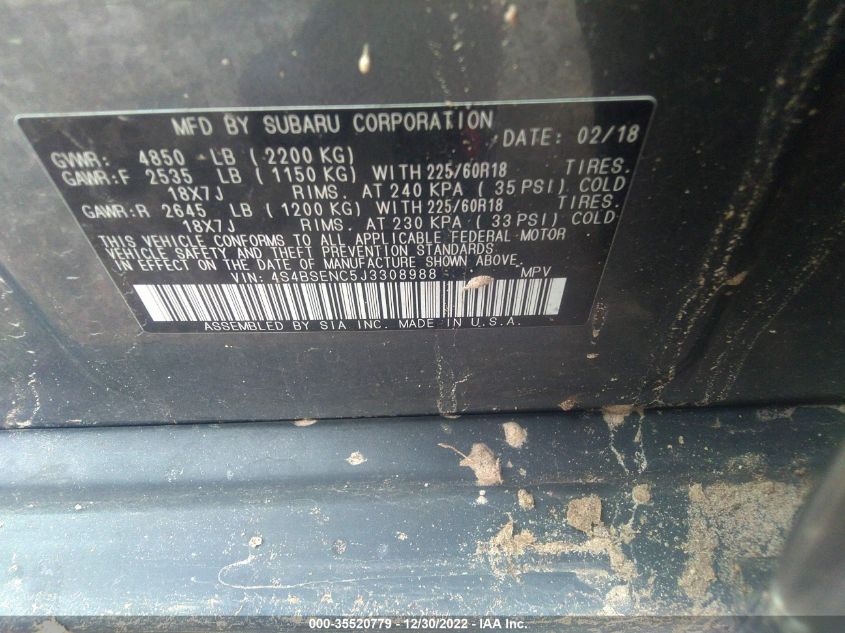 MFD BY SUBARU CORPORATION DATE: 02/18
GVWR: 4850 LB ( 2200 KG)
GAWR:F 2535 LB ( 1150 KG) WITH 225/60R18 TIRES.
18X7J RIMS. AT 240 KPA ( 35 PSI) COLD
GAWR:R 2645 LB ( 1200 KG) WITH 225/60R18 TIRES.
18X7J RIMS. AT 230 KPA ( 33 PSI) COLD
THIS VEHICLE CONFORMS TO ALL APPLICABLE FEDERAL MOTOR
VEHICLE SAFETY AND THEFT PREVENTION STANDARDS
IN EFFECT ON THE DATE OF MANUFACTURE SHOWN ABOVE.
VIN: 4S4BSENC5J3308988 MPV
ASSEMBLED BY SIA INC. MADE IN U.S.A.
000-35520779 - 12/30/2022 - IAA Inc.